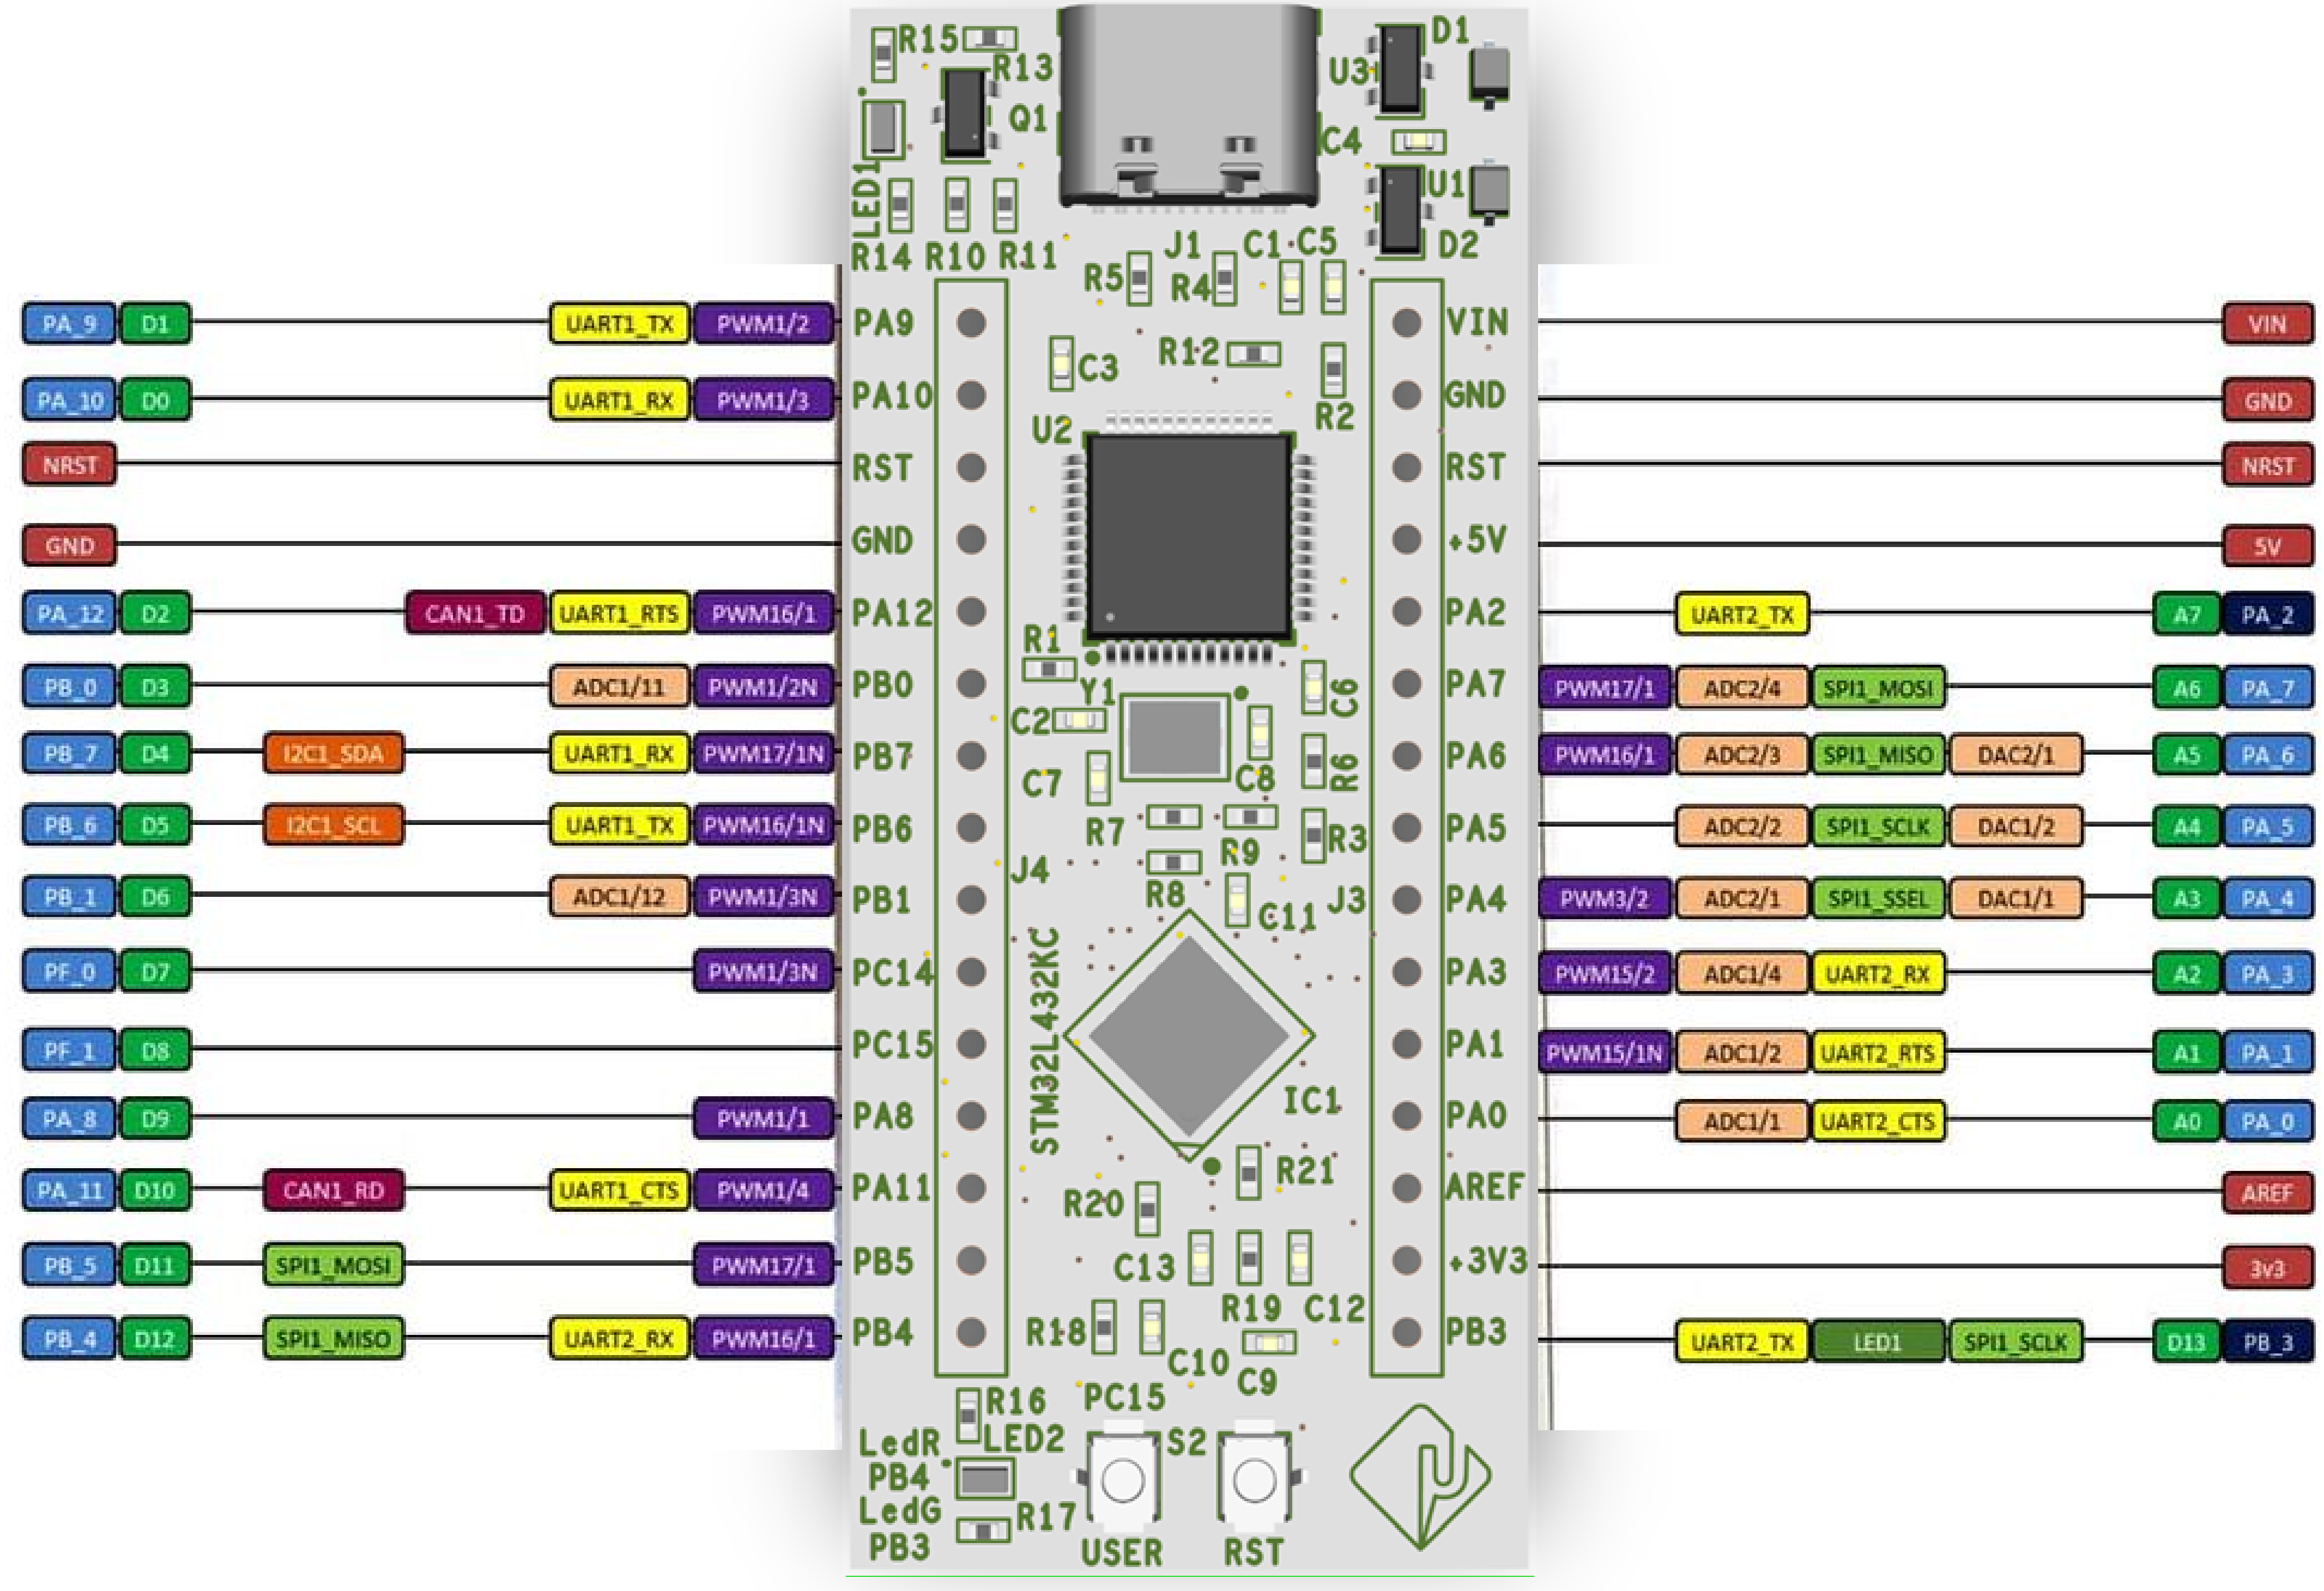 R15
R13
U3
D1
Q1
C4
LED1
U1
R14 R10 R11
J1
C1 C5
D2
R5
R4
PA_9 D1 UART1_TX PWM1/2 PA9
VIN VIN
C3
R12
R2
PA_10 D0 UART1_RX PWM1/3 PA10
GND GND
U2
NRST RST
RST NRST
GND GND
+5V 5V
PA_12 D2 CAN1_TD UART1_RTS PWM16/1 PA12
PA2 UART2_TX A7 PA_2
R1
PB_0 D3 ADC1/11 PWM1/2N PB0
Y1
C6
PA7 PWM17/1 ADC2/4 SPI1_MOSI A6 PA_7
C2
PB_7 D4 I2C1_SDA UART1_RX PWM17/1N PB7
C7
C8
R6
PA6 PWM16/1 ADC2/3 SPI1_MISO DAC2/1 A5 PA_6
PB_6 D5 I2C1_SCL UART1_TX PWM16/1N PB6
R7
R9
R3
PA5 ADC2/2 SPI1_SCLK DAC1/2 A4 PA_5
J4
R8
PB_1 D6 ADC1/12 PWM1/3N PB1
C11
J3
PA4 PWM3/2 ADC2/1 SPI1_SSEL DAC1/1 A3 PA_4
PF_0 D7 PWM1/3N PC14
PA3 PWM15/2 ADC1/4 UART2_RX A2 PA_3
STM32L432KC
PF_1 D8 PC15
PA1 PWM15/1N ADC1/2 UART2_RTS A1 PA_1
IC1
PA_8 D9 PWM1/1 PA8
PA0 ADC1/1 UART2_CTS A0 PA_0
R21
PA_11 D10 CAN1_RD UART1_CTS PWM1/4 PA11
R20
AREF AREF
PB_5 D11 SPI1_MOSI PWM17/1 PB5
C13
+3V3 3v3
R19 C12
PB_4 D12 SPI1_MISO UART2_RX PWM16/1 PB4
R18
PB3 UART2_TX LED1 SPI1_SCLK D13 PB_3
C10
C9
R16
PC15
LedR
LED2
S2
PB4
LedG
R17
PB3
USER
RST